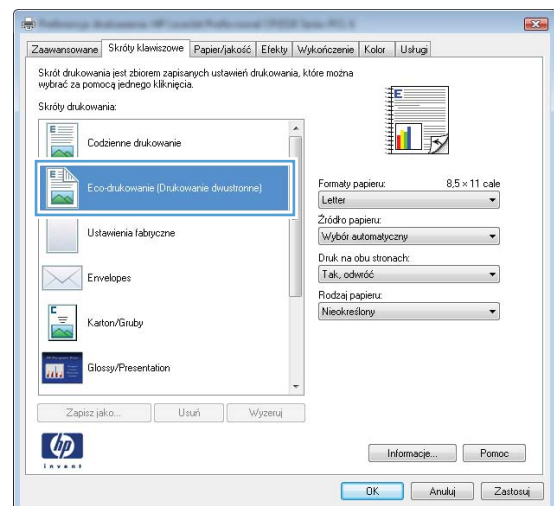 Zaawansowane Skróty klawiszowe Papier/jakość Efekty Wykończenie Kolor Usługi
Skrót drukowania jest zbiorem zapisanych ustawień drukowania, które można
wybrać za pomocą jednego kliknięcia.
Skróty drukowania:
Codzienne drukowanie
Eco-drukowanie (Drukowanie dwustronne)
Ustawienia fabryczne
Envelopes
Karton/Gruby
Glossy/Presentation
Zapisz jako... Usuń Wyzeruj
Formaty papieru: 8,5 × 11 cale
Letter
Źródło papieru:
Wybór automatyczny
Druk na obu stronach:
Tak, odwróć
Rodzaj papieru:
Nieokreślony
hp
invent
Informacje... Pomoc
OK Anuluj Zastosuj